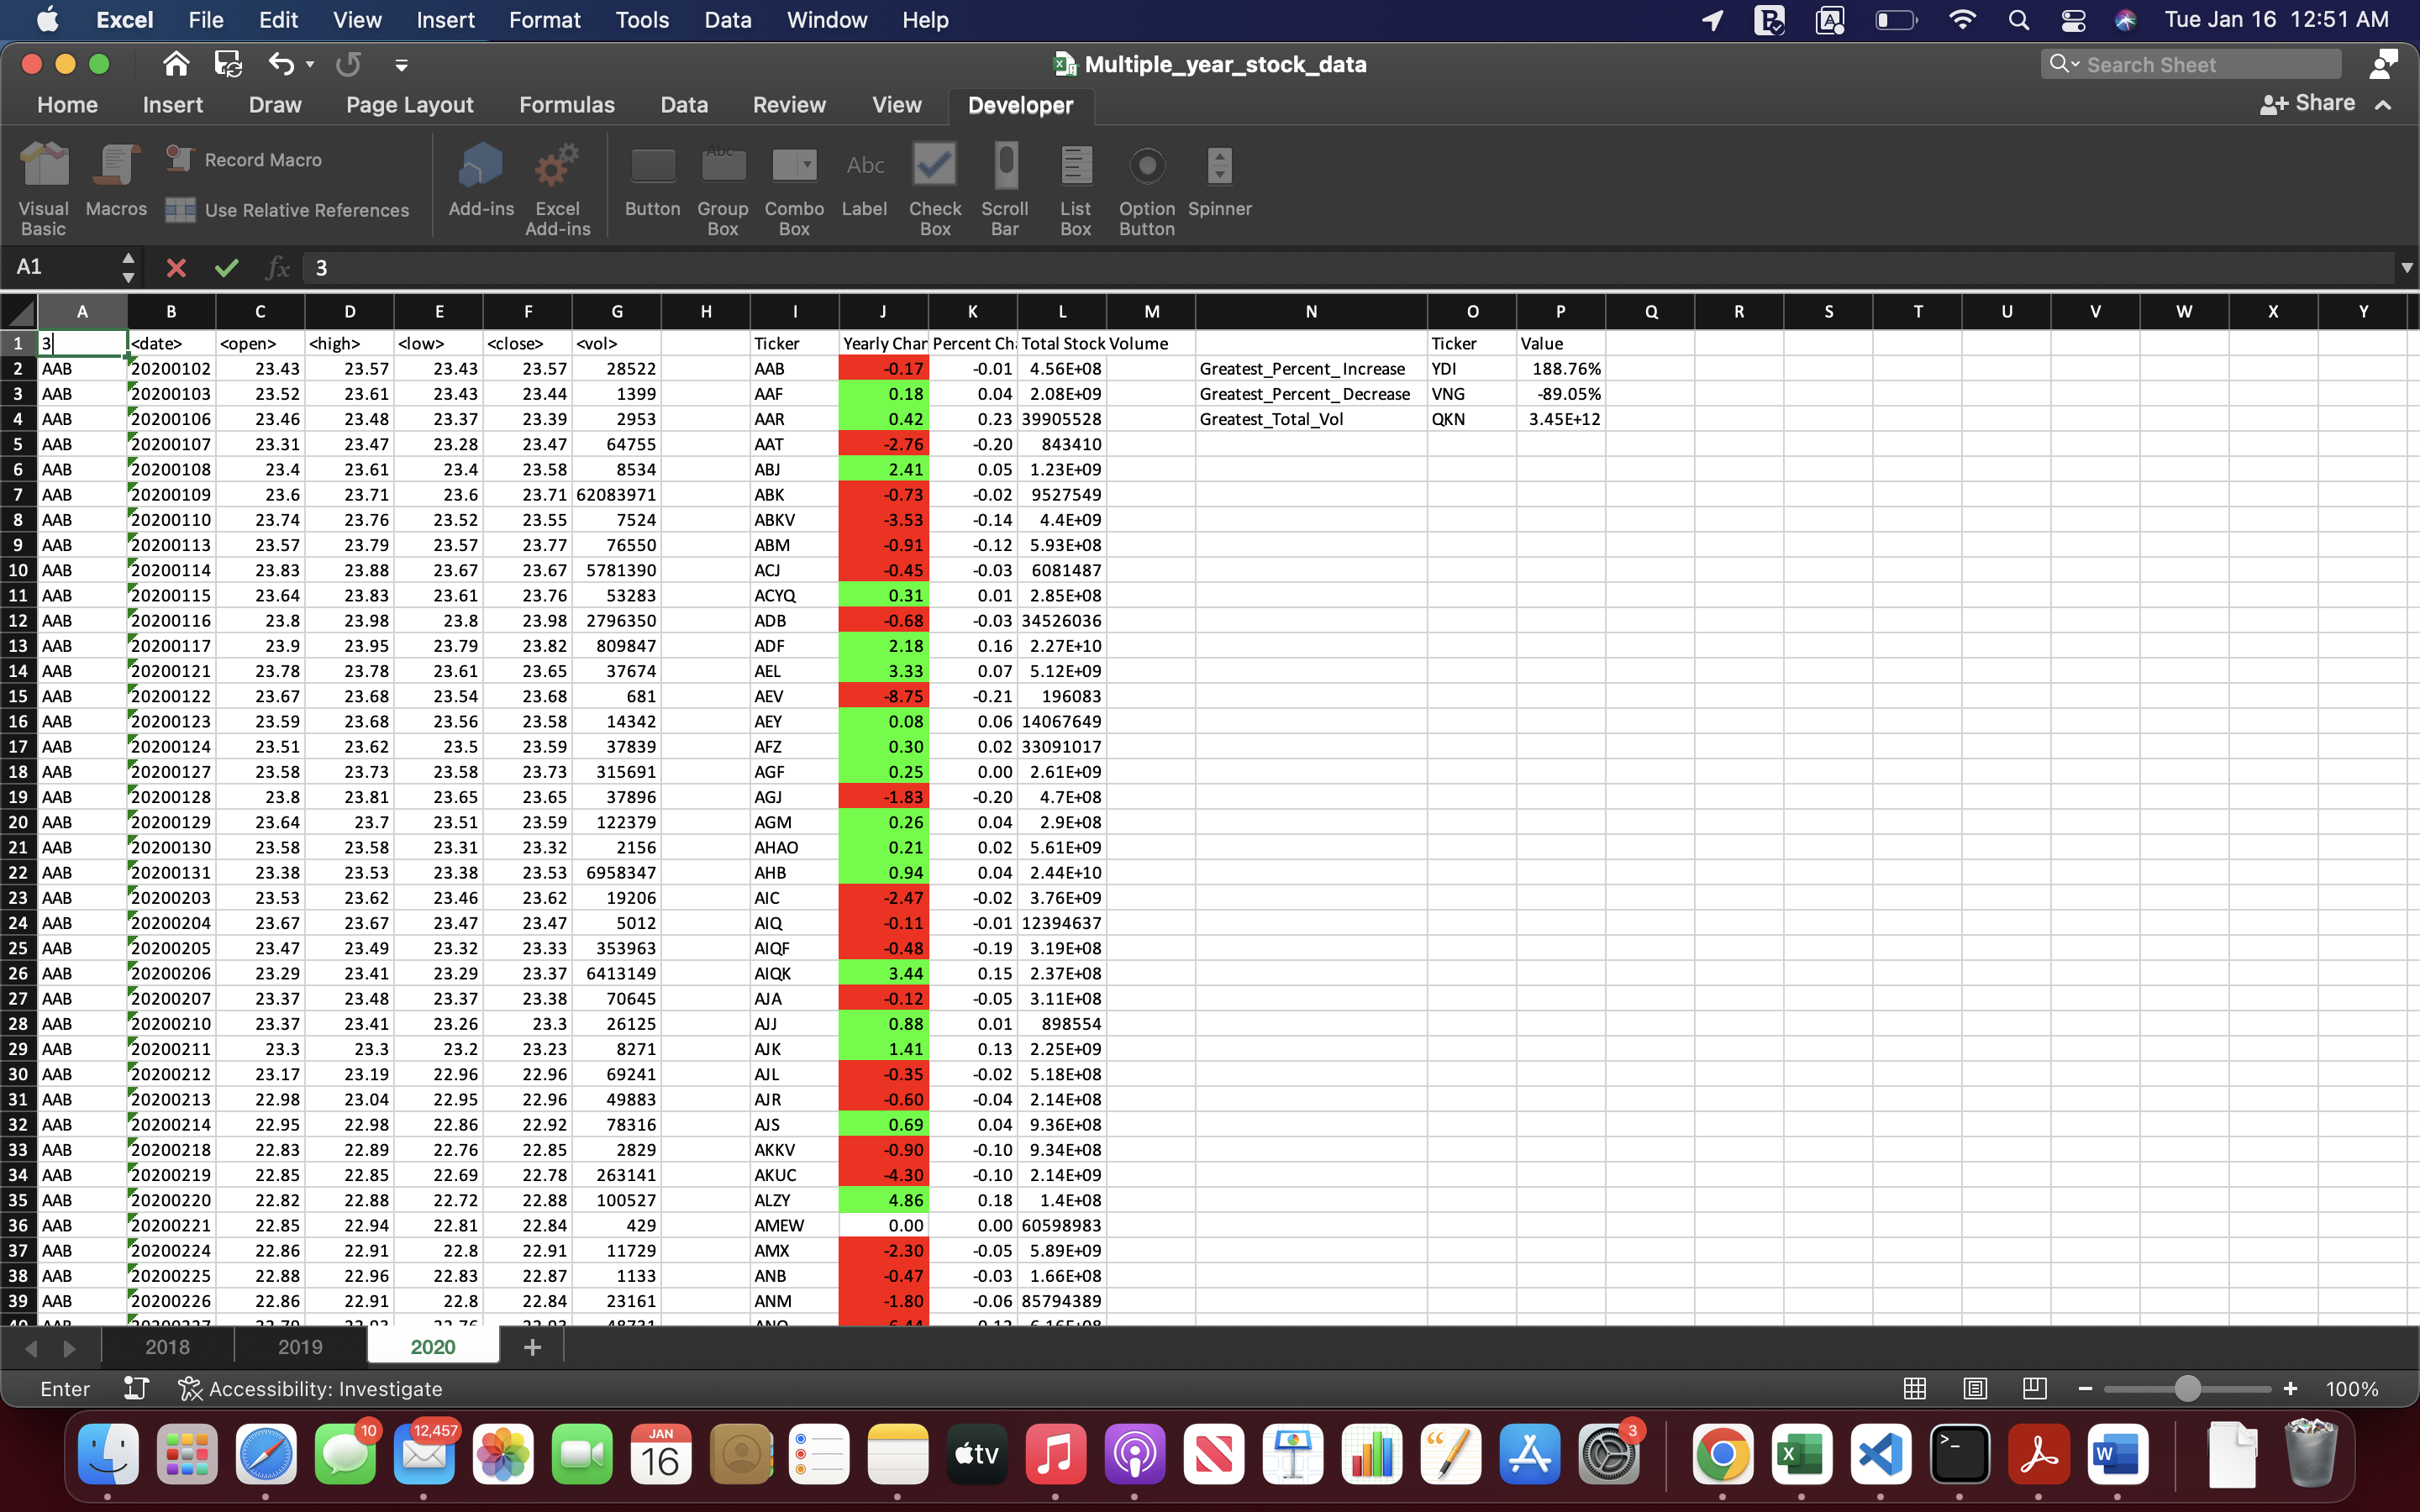 Excel File Edit View Insert Format Tools Data Window Help Tue Jan 16 12:51 AM
Multiple_year_stock_data Search Sheet
Home Insert Draw Page Layout Formulas Data Review View Developer Share
Visual Basic Macros Record Macro Use Relative References Add-ins Excel Add-ins Button Abc Group Box Combo Box Abc Label Check Box Scroll Bar List Box Option Button Spinner
A1 fx 3
A B C D E F G H I J K L M N O P Q R S T U V W X Y
1 3 <date> <open> <high> <low> <close> <vol> Ticker Yearly Char Percent Ch Total Stock Volume Ticker Value
2 AAB 20200102 23.43 23.57 23.43 23.57 28522 AAB -0.17 -0.01 4.56E+08 Greatest_Percent_Increase YDI 188.76%
3 AAB 20200103 23.52 23.61 23.43 23.44 1399 AAF 0.18 0.04 2.08E+09 Greatest_Percent_Decrease VNG -89.05%
4 AAB 20200106 23.46 23.48 23.37 23.39 2953 AAR 0.42 0.23 39905528 Greatest_Total_Vol QKN 3.45E+12
5 AAB 20200107 23.31 23.47 23.28 23.47 64755 AAT -2.76 -0.20 843410
6 AAB 20200108 23.4 23.61 23.4 23.58 8534 ABJ 2.41 0.05 1.23E+09
7 AAB 20200109 23.6 23.71 23.6 23.71 62083971 ABK -0.73 -0.02 9527549
8 AAB 20200110 23.74 23.76 23.52 23.55 7524 ABKV -3.53 -0.14 4.4E+09
9 AAB 20200113 23.57 23.79 23.57 23.77 76550 ABM -0.91 -0.12 5.93E+08
10 AAB 20200114 23.83 23.88 23.67 23.67 5781390 ACJ -0.45 -0.03 6081487
11 AAB 20200115 23.64 23.83 23.61 23.76 53283 ACYQ 0.31 0.01 2.85E+08
12 AAB 20200116 23.8 23.98 23.8 23.98 2796350 ADB -0.68 -0.03 34526036
13 AAB 20200117 23.9 23.95 23.79 23.82 809847 ADF 2.18 0.16 2.27E+10
14 AAB 20200121 23.78 23.78 23.61 23.65 37674 AEL 3.33 0.07 5.12E+09
15 AAB 20200122 23.67 23.68 23.54 23.68 681 AEV -8.75 -0.21 196083
16 AAB 20200123 23.59 23.68 23.56 23.58 14342 AEY 0.08 0.06 14067649
17 AAB 20200124 23.51 23.62 23.5 23.59 37839 AFZ 0.30 0.02 33091017
18 AAB 20200127 23.58 23.73 23.58 23.73 315691 AGF 0.25 0.00 2.61E+09
19 AAB 20200128 23.8 23.81 23.65 23.65 37896 AGJ -1.83 -0.20 4.7E+08
20 AAB 20200129 23.64 23.7 23.51 23.59 122379 AGM 0.26 0.04 2.9E+08
21 AAB 20200130 23.58 23.58 23.31 23.32 2156 AHAO 0.21 0.02 5.61E+09
22 AAB 20200131 23.38 23.53 23.38 23.53 6958347 AHB 0.94 0.04 2.44E+10
23 AAB 20200203 23.53 23.62 23.46 23.62 19206 AIC -2.47 -0.02 3.76E+09
24 AAB 20200204 23.67 23.67 23.47 23.47 5012 AIQ -0.11 -0.01 12394637
25 AAB 20200205 23.47 23.49 23.32 23.33 353963 AIQF -0.48 -0.19 3.19E+08
26 AAB 20200206 23.29 23.41 23.29 23.37 6413149 AIQK 3.44 0.15 2.37E+08
27 AAB 20200207 23.37 23.48 23.37 23.38 70645 AJA -0.12 -0.05 3.11E+08
28 AAB 20200210 23.37 23.41 23.26 23.3 26125 AJJ 0.88 0.01 898554
29 AAB 20200211 23.3 23.3 23.2 23.23 8271 AJK 1.41 0.13 2.25E+09
30 AAB 20200212 23.17 23.19 22.96 22.96 69241 AJL -0.35 -0.02 5.18E+08
31 AAB 20200213 22.98 23.04 22.95 22.96 49883 AJR -0.60 -0.04 2.14E+08
32 AAB 20200214 22.95 22.98 22.86 22.92 78316 AJS 0.69 0.04 9.36E+08
33 AAB 20200218 22.83 22.89 22.76 22.85 2829 AKKV -0.90 -0.10 9.34E+08
34 AAB 20200219 22.85 22.85 22.69 22.78 263141 AKUC -4.30 -0.10 2.14E+09
35 AAB 20200220 22.82 22.88 22.72 22.88 100527 ALZY 4.86 0.18 1.4E+08
36 AAB 20200221 22.85 22.94 22.81 22.84 429 AMEW 0.00 0.00 60598983
37 AAB 20200224 22.86 22.91 22.8 22.91 11729 AMX -2.30 -0.05 5.89E+09
38 AAB 20200225 22.88 22.96 22.83 22.87 1133 ANB -0.47 -0.03 1.66E+08
39 AAB 20200226 22.86 22.91 22.8 22.84 23161 ANM -1.80 -0.06 85794389
2018 2019 2020 +
Enter Accessibility: Investigate 100%
10 12,457 JAN 16 tv 3